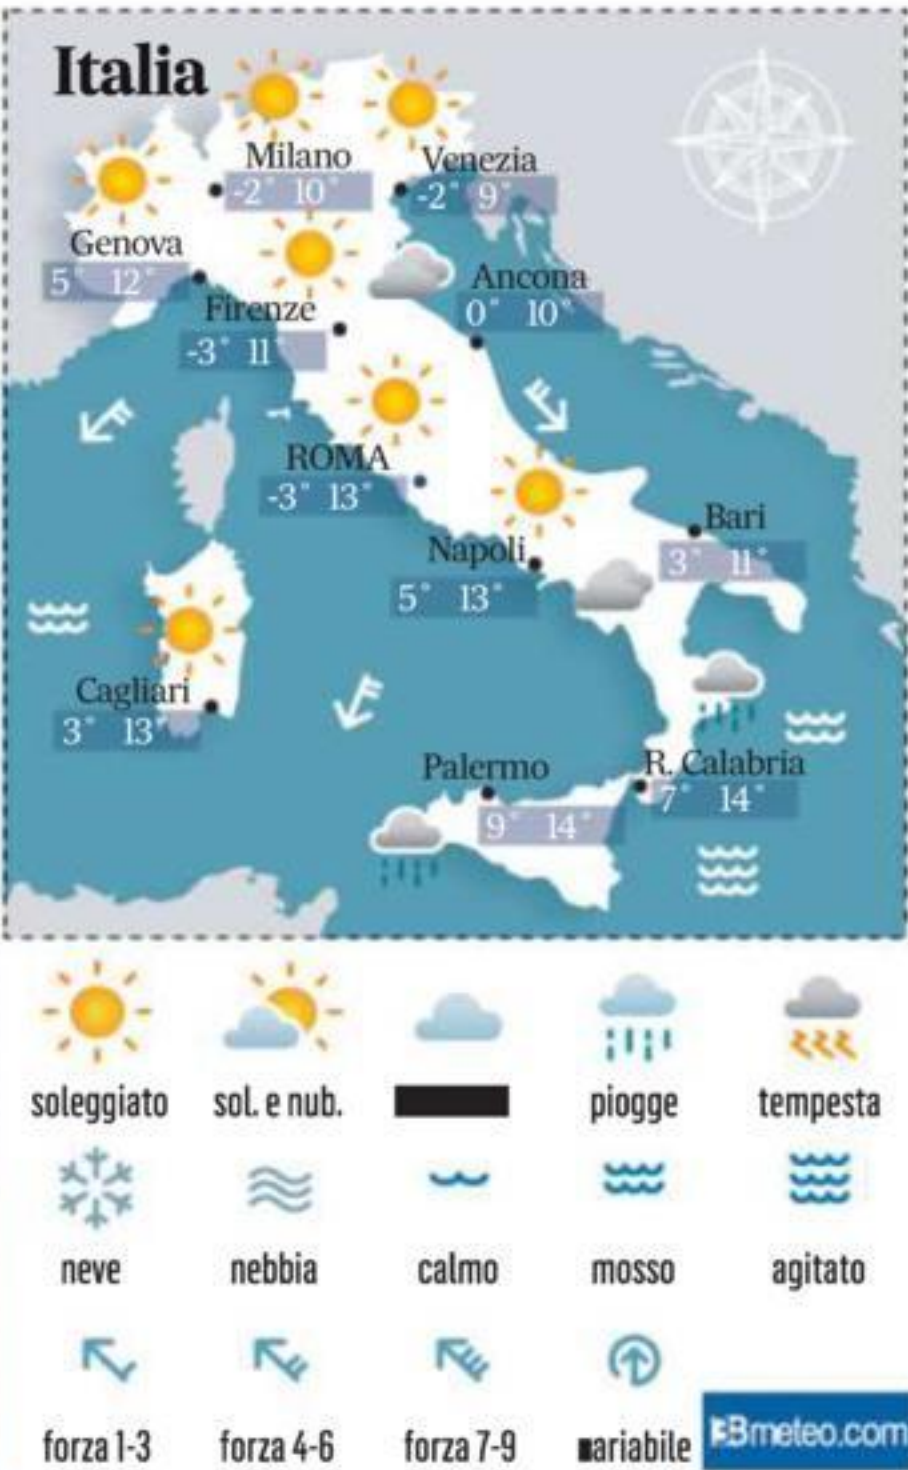 Italia
Milano
-2° 10°
Venezia
-2° 9°
Genova
5° 12°
Ancona
0° 10°
Firenze
-3° 11°
ROMA
-3° 13°
Bari
3° 11°
Napoli
5° 13°
Cagliari
3° 13°
Palermo
9° 14°
R. Calabria
7° 14°
soleggiato sol. e nub. piogge tempesta
neve nebbia calmo mosso agitato
forza 1-3 forza 4-6 forza 7-9 ariabile
3Bmeteo.com